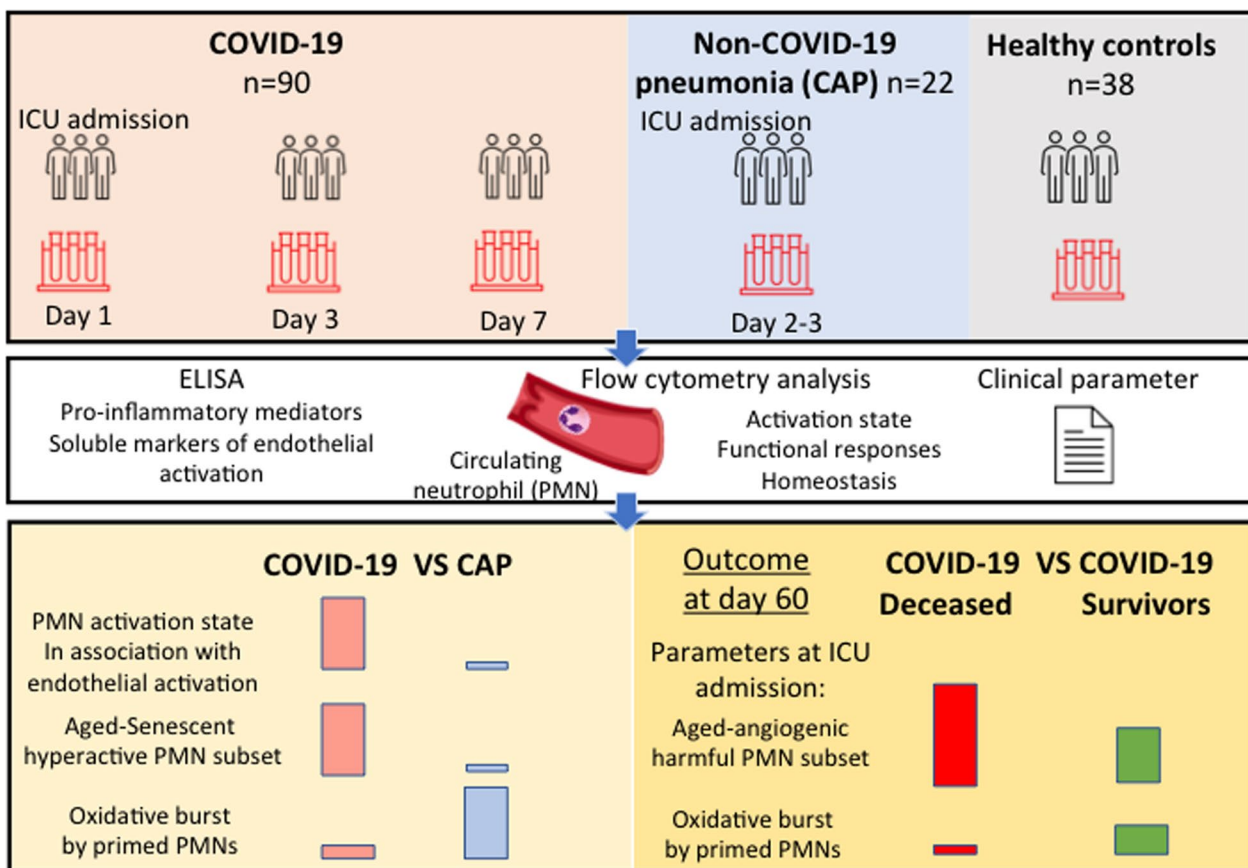 COVID-19
n=90
ICU admission
Day 1
Day 3
Day 7
Non-COVID-19
pneumonia (CAP) n=22
ICU admission
Day 2-3
Healthy controls
n=38
ELISA
Pro-inflammatory mediators
Soluble markers of endothelial
activation
Circulating
neutrophil (PMN)
Flow cytometry analysis
Activation state
Functional responses
Homeostasis
Clinical parameter
COVID-19 VS CAP
PMN activation state
In association with
endothelial activation
Aged-Senescent
hyperactive PMN subset
Oxidative burst
by primed PMNs
Outcome
at day 60
COVID-19 VS COVID-19
Deceased Survivors
Parameters at ICU
admission:
Aged-angiogenic
harmful PMN subset
Oxidative burst
by primed PMNs